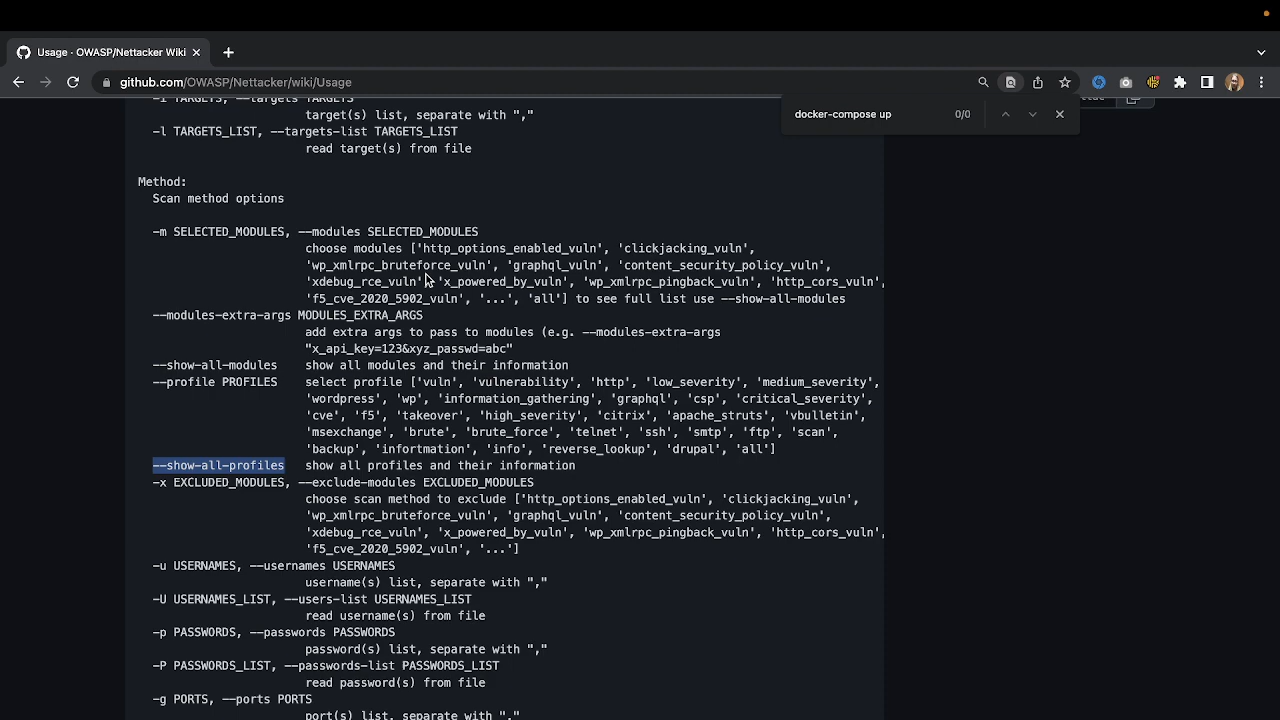 Usage · OWASP/Nettacker Wiki
github.com/OWASP/Nettacker/wiki/Usage
docker-compose up 0/0
-i TARGETS, --targets TARGETS
target(s) list, separate with ","
-l TARGETS_LIST, --targets-list TARGETS_LIST
read target(s) from file
Method:
Scan method options
-m SELECTED_MODULES, --modules SELECTED_MODULES
choose modules ['http_options_enabled_vuln', 'clickjacking_vuln',
'wp_xmlrpc_bruteforce_vuln', 'graphql_vuln', 'content_security_policy_vuln',
'xdebug_rce_vuln', 'x_powered_by_vuln', 'wp_xmlrpc_pingback_vuln', 'http_cors_vuln',
'f5_cve_2020_5902_vuln', '...', 'all'] to see full list use --show-all-modules
--modules-extra-args MODULES_EXTRA_ARGS
add extra args to pass to modules (e.g. --modules-extra-args
"x_api_key=123&xyz_passwd=abc"
--show-all-modules show all modules and their information
--profile PROFILES select profile ['vuln', 'vulnerability', 'http', 'low_severity', 'medium_severity',
'wordpress', 'wp', 'information_gathering', 'graphql', 'csp', 'critical_severity',
'cve', 'f5', 'takeover', 'high_severity', 'citrix', 'apache_struts', 'vbulletin',
'msexchange', 'brute', 'brute_force', 'telnet', 'ssh', 'smtp', 'ftp', 'scan',
'backup', 'infortmation', 'info', 'reverse_lookup', 'drupal', 'all']
--show-all-profiles show all profiles and their information
-x EXCLUDED_MODULES, --exclude-modules EXCLUDED_MODULES
choose scan method to exclude ['http_options_enabled_vuln', 'clickjacking_vuln',
'wp_xmlrpc_bruteforce_vuln', 'graphql_vuln', 'content_security_policy_vuln',
'xdebug_rce_vuln', 'x_powered_by_vuln', 'wp_xmlrpc_pingback_vuln', 'http_cors_vuln',
'f5_cve_2020_5902_vuln', '...']
-u USERNAMES, --usernames USERNAMES
username(s) list, separate with ","
-U USERNAMES_LIST, --users-list USERNAMES_LIST
read username(s) from file
-p PASSWORDS, --passwords PASSWORDS
password(s) list, separate with ","
-P PASSWORDS_LIST, --passwords-list PASSWORDS_LIST
read password(s) from file
-g PORTS, --ports PORTS
port(s) list, separate with ","